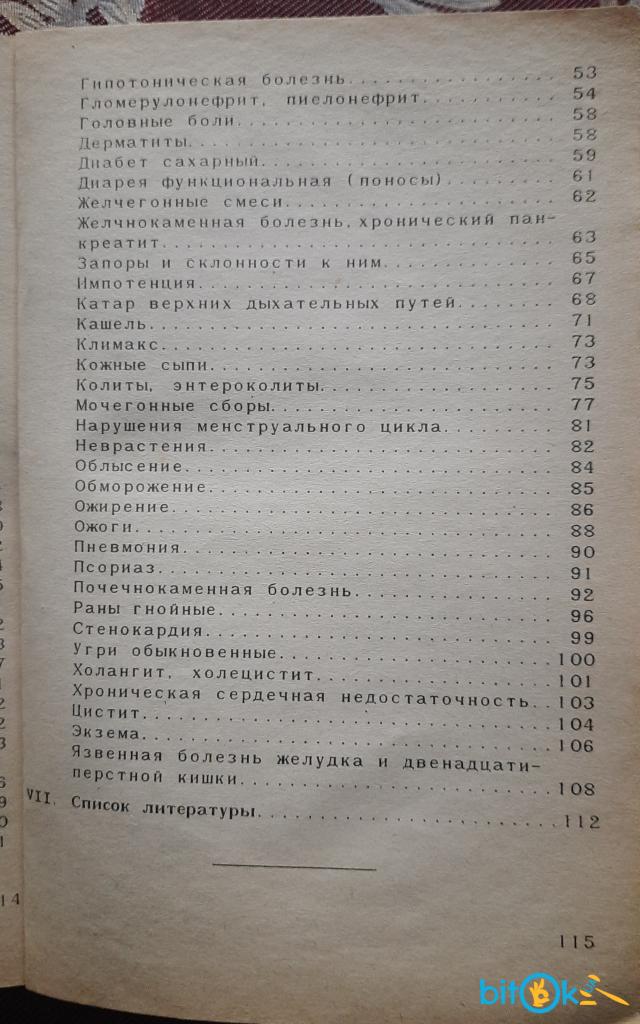 Гипотоническая болезнь................... 53
Гломерулонефрит, пиелонефрит............. 54
Головные боли............................ 58
Дерматиты................................ 58
Диабет сахарный.......................... 59
Диарея функциональная (поносы)........... 61
Желчегонные смеси........................ 62
Желчнокаменная болезнь, хронический пан-
креатит.................................. 63
Запоры и склонности к ним................ 65
Импотенция............................... 67
Катар верхних дыхательных путей.......... 68
Кашель................................... 71
Климакс.................................. 73
Кожные сыпи.............................. 73
Колиты, энтероколиты..................... 75
Мочегонные сборы......................... 77
Нарушения менструального цикла........... 81
Неврастения.............................. 82
Облысение................................ 84
Обморожение.............................. 85
Ожирение................................. 86
Ожоги.................................... 88
Пневмония................................ 90
Псориаз.................................. 91
Почечнокаменная болезнь.................. 92
Раны гнойные............................. 96
Стенокардия.............................. 99
Угри обыкновенные........................ 100
Холангит, холецистит..................... 101
Хроническая сердечная недостаточность.. 103
Цистит................................... 104
Экзема................................... 106
Язвенная болезнь желудка и двенадцати-
перстной кишки........................... 108
VII. Список литературы................... 112
115
14
bitok